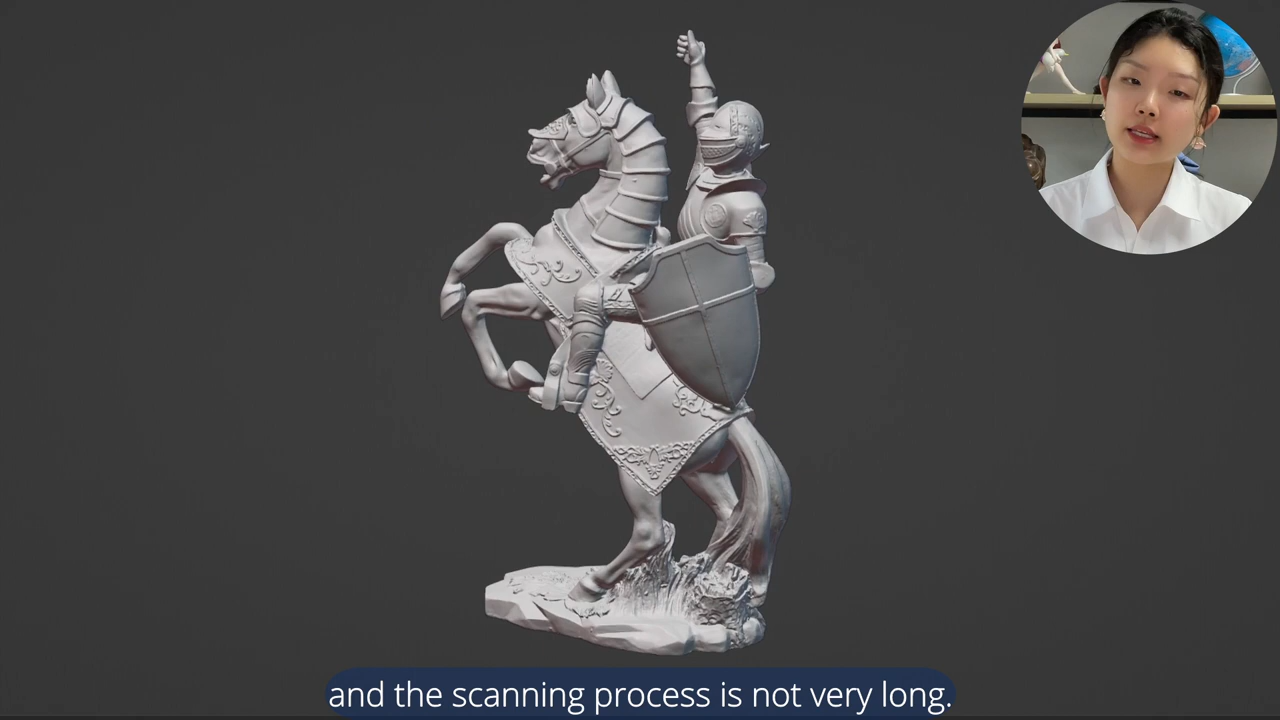 and the scanning process is not very long.